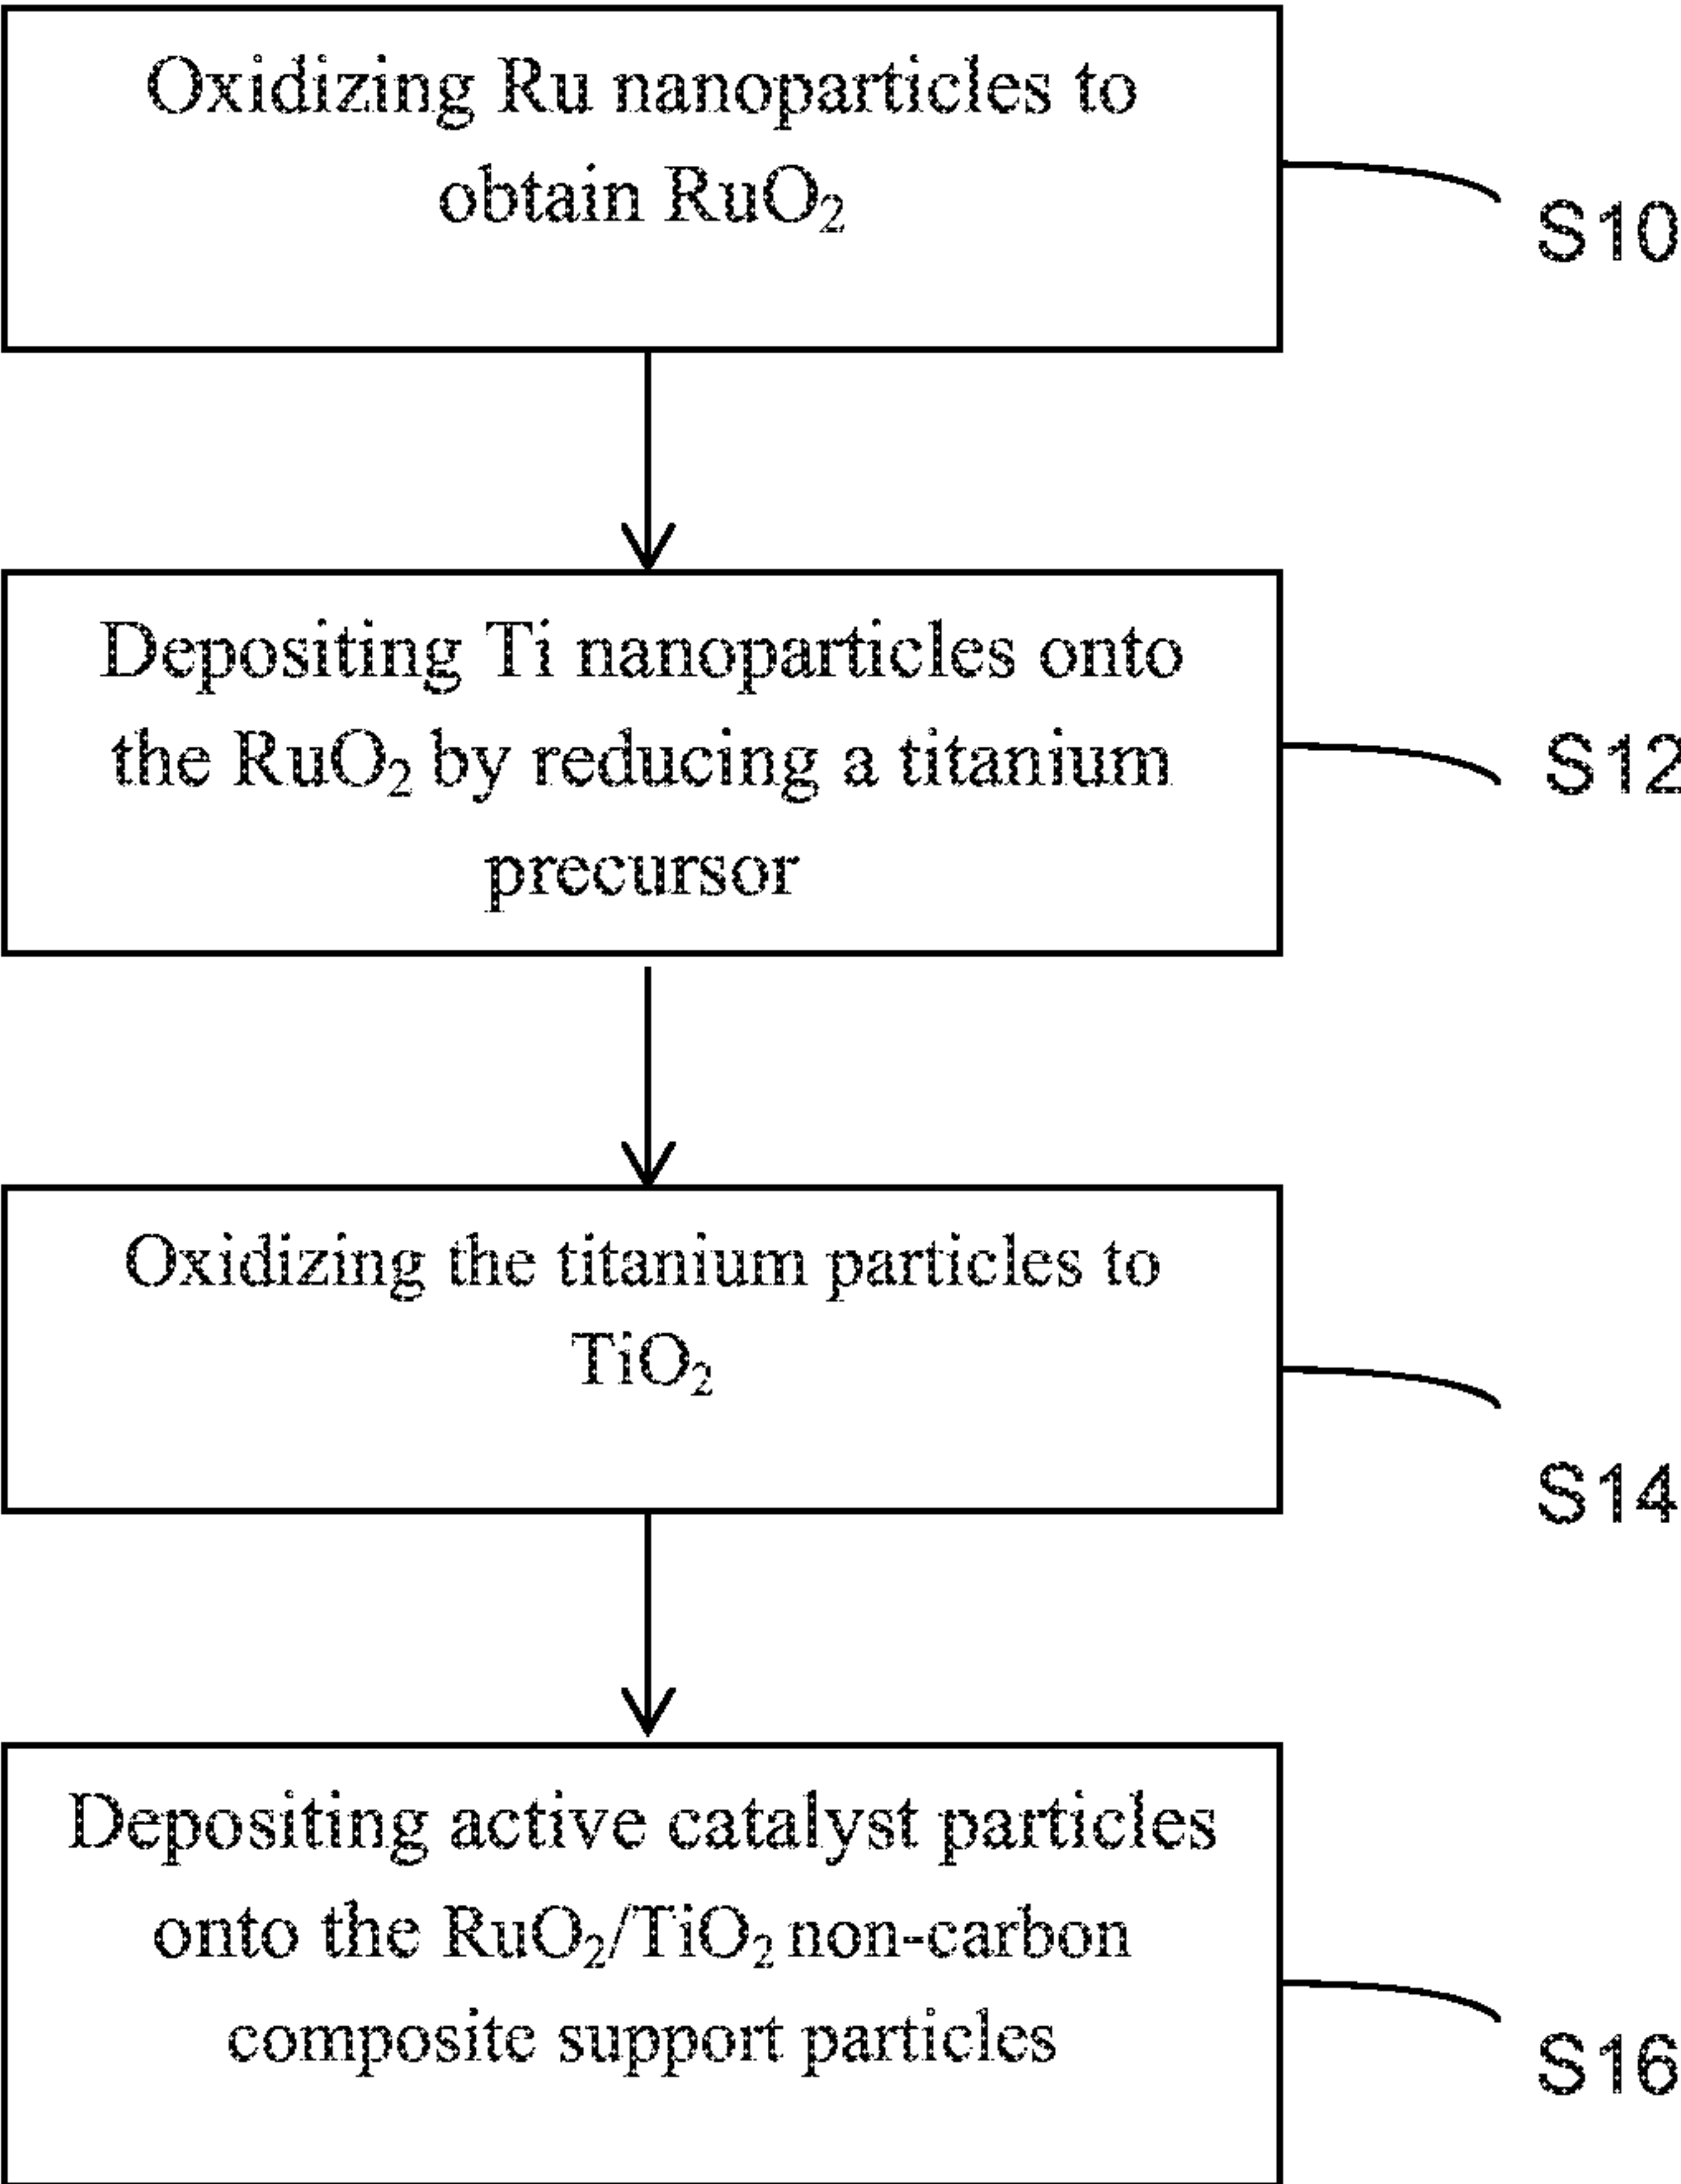 Oxidizing Ru nanoparticles to
obtain RuO₂
S10
Depositing Ti nanoparticles onto
the RuO₂ by reducing a titanium
precursor
S12
Oxidizing the titanium particles to
TiO₂
S14
Depositing active catalyst particles
onto the RuO₂/TiO₂ non-carbon
composite support particles
S16